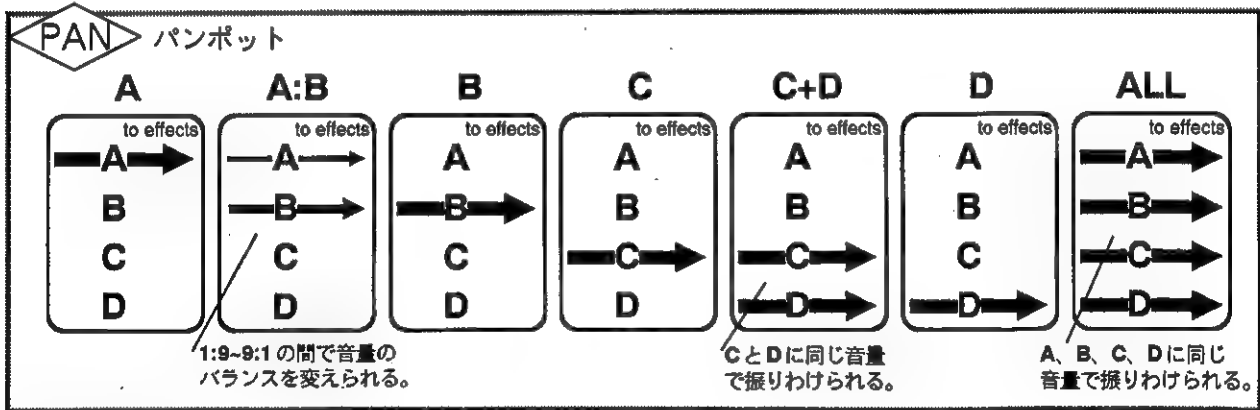 PAN パンポット
A A:B B C C+D D ALL
to effects to effects to effects to effects to effects to effects to effects
A A A A A A A
B B B B B B B
C C C C C C C
D D D D D D D
1:9~9:1の間で音量の
バランスを変えられる。
CとDに同じ音量
で振りわけられる。
A、B、C、Dに同じ
音量で振りわけられる。